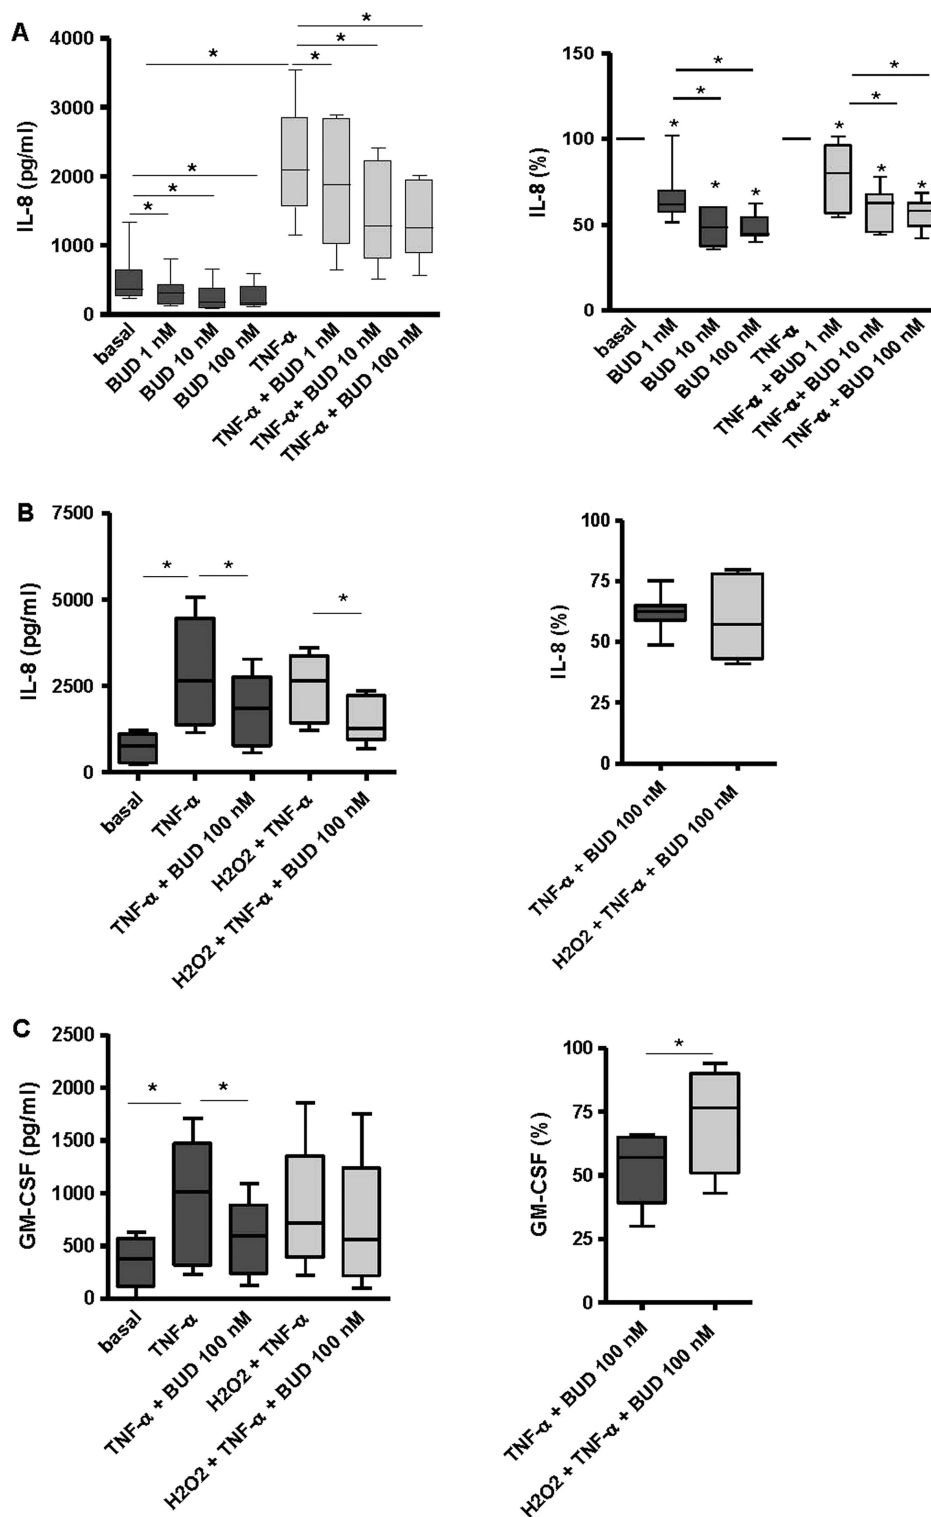 A
IL-8 (pg/ml)
4000
3000
2000
1000
0
* * * * * * *
basal
BUD 1 nM
BUD 10 nM
BUD 100 nM
TNF-α
TNF-α + BUD 1 nM
TNF-α+ BUD 10 nM
TNF-α + BUD 100 nM
IL-8 (%)
150
100
50
0
* * * * * * * * * *
basal
BUD 1 nM
BUD 10 nM
BUD 100 nM
TNF-α
TNF-α + BUD 1 nM
TNF-α+ BUD 10 nM
TNF-α + BUD 100 nM
B
IL-8 (pg/ml)
7500
5000
2500
0
* * *
basal
TNF-α
TNF-α + BUD 100 nM
H2O2 + TNF-α
H2O2 + TNF-α + BUD 100 nM
IL-8 (%)
100
75
50
25
0
TNF-α + BUD 100 nM
H2O2 + TNF-α + BUD 100 nM
C
GM-CSF (pg/ml)
2500
2000
1500
1000
500
0
* *
basal
TNF-α
TNF-α + BUD 100 nM
H2O2 + TNF-α
H2O2 + TNF-α + BUD 100 nM
GM-CSF (%)
100
75
50
25
0
*
TNF-α + BUD 100 nM
H2O2 + TNF-α + BUD 100 nM